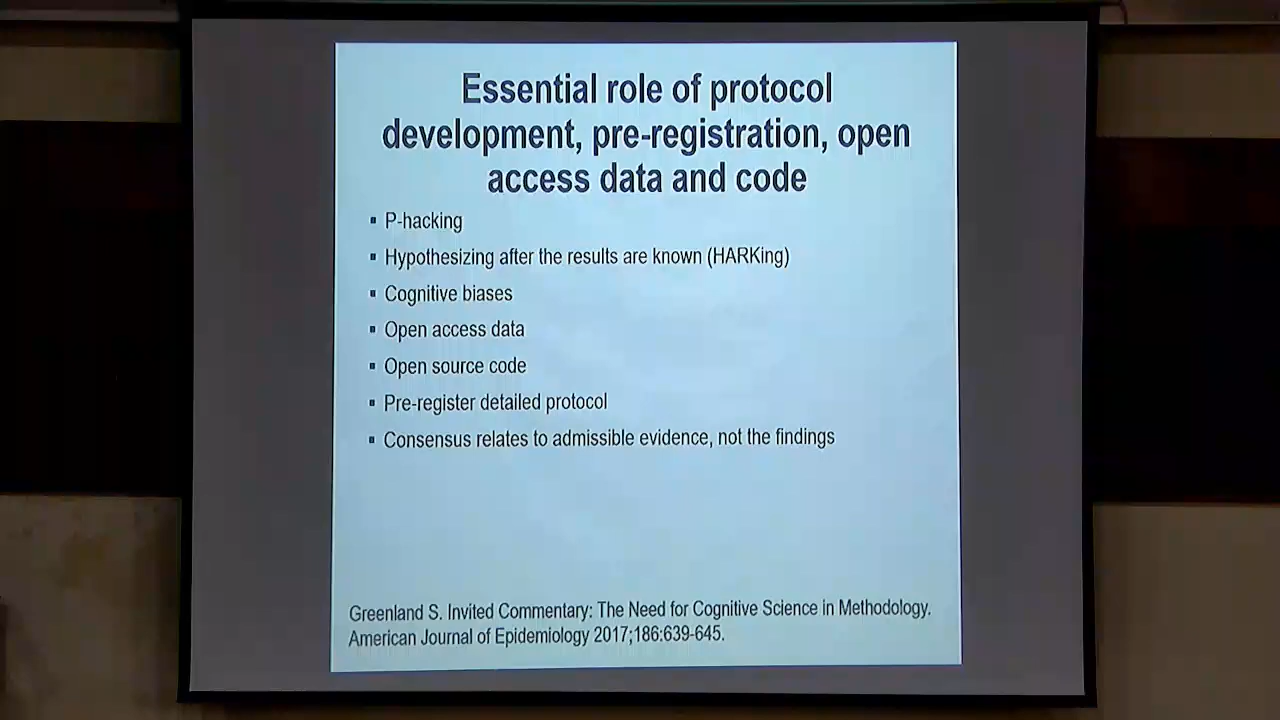 Essential role of protocol
development, pre-registration, open
access data and code
▪ P-hacking
▪ Hypothesizing after the results are known (HARKing)
▪ Cognitive biases
▪ Open access data
▪ Open source code
▪ Pre-register detailed protocol
▪ Consensus relates to admissible evidence, not the findings
Greenland S. Invited Commentary: The Need for Cognitive Science in Methodology.
American Journal of Epidemiology 2017;186:639-645.